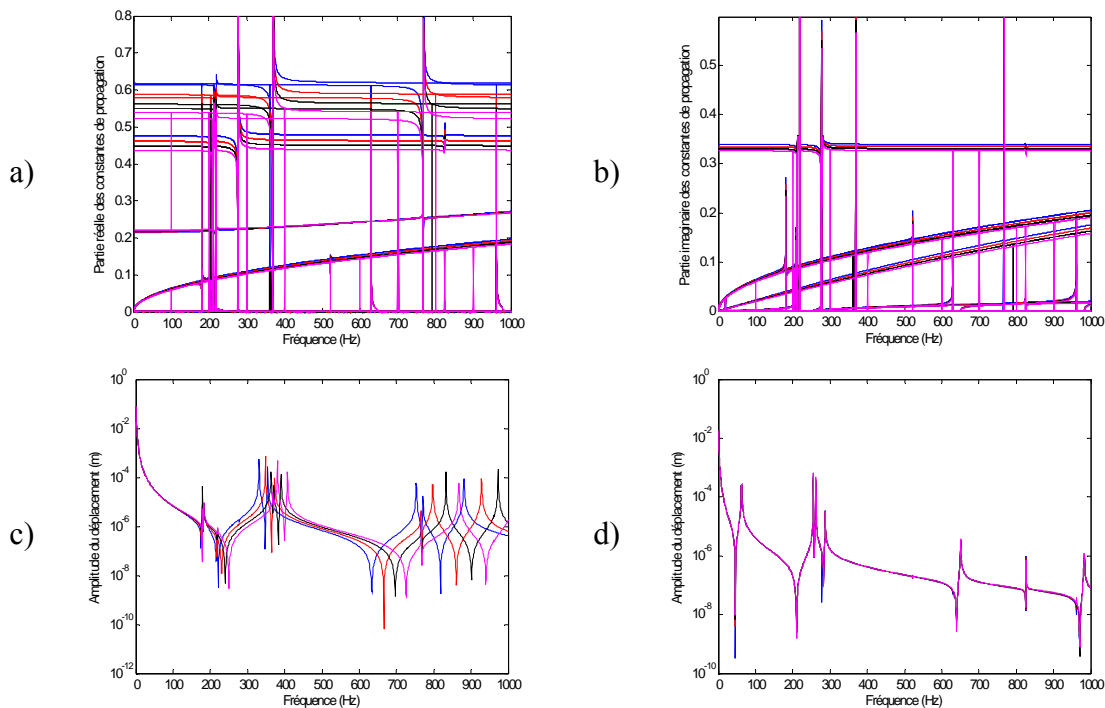 a)
Partie réelle des constantes de propagation
0.8
0.7
0.6
0.5
0.4
0.3
0.2
0.1
0
0 100 200 300 400 500 600 700 800 900 1000
Fréquence (Hz)
b)
Partie imaginaire des constantes de propagation
0.5
0.4
0.3
0.2
0.1
0
0 100 200 300 400 500 600 700 800 900 1000
Fréquence (Hz)
c)
Amplitude du déplacement (m)
10^0
10^-2
10^-4
10^-6
10^-8
10^-10
10^-12
0 100 200 300 400 500 600 700 800 900 1000
Fréquence (Hz)
d)
Amplitude du déplacement (m)
10^0
10^-2
10^-4
10^-6
10^-8
10^-10
0 100 200 300 400 500 600 700 800 900 1000
Fréquence (Hz)